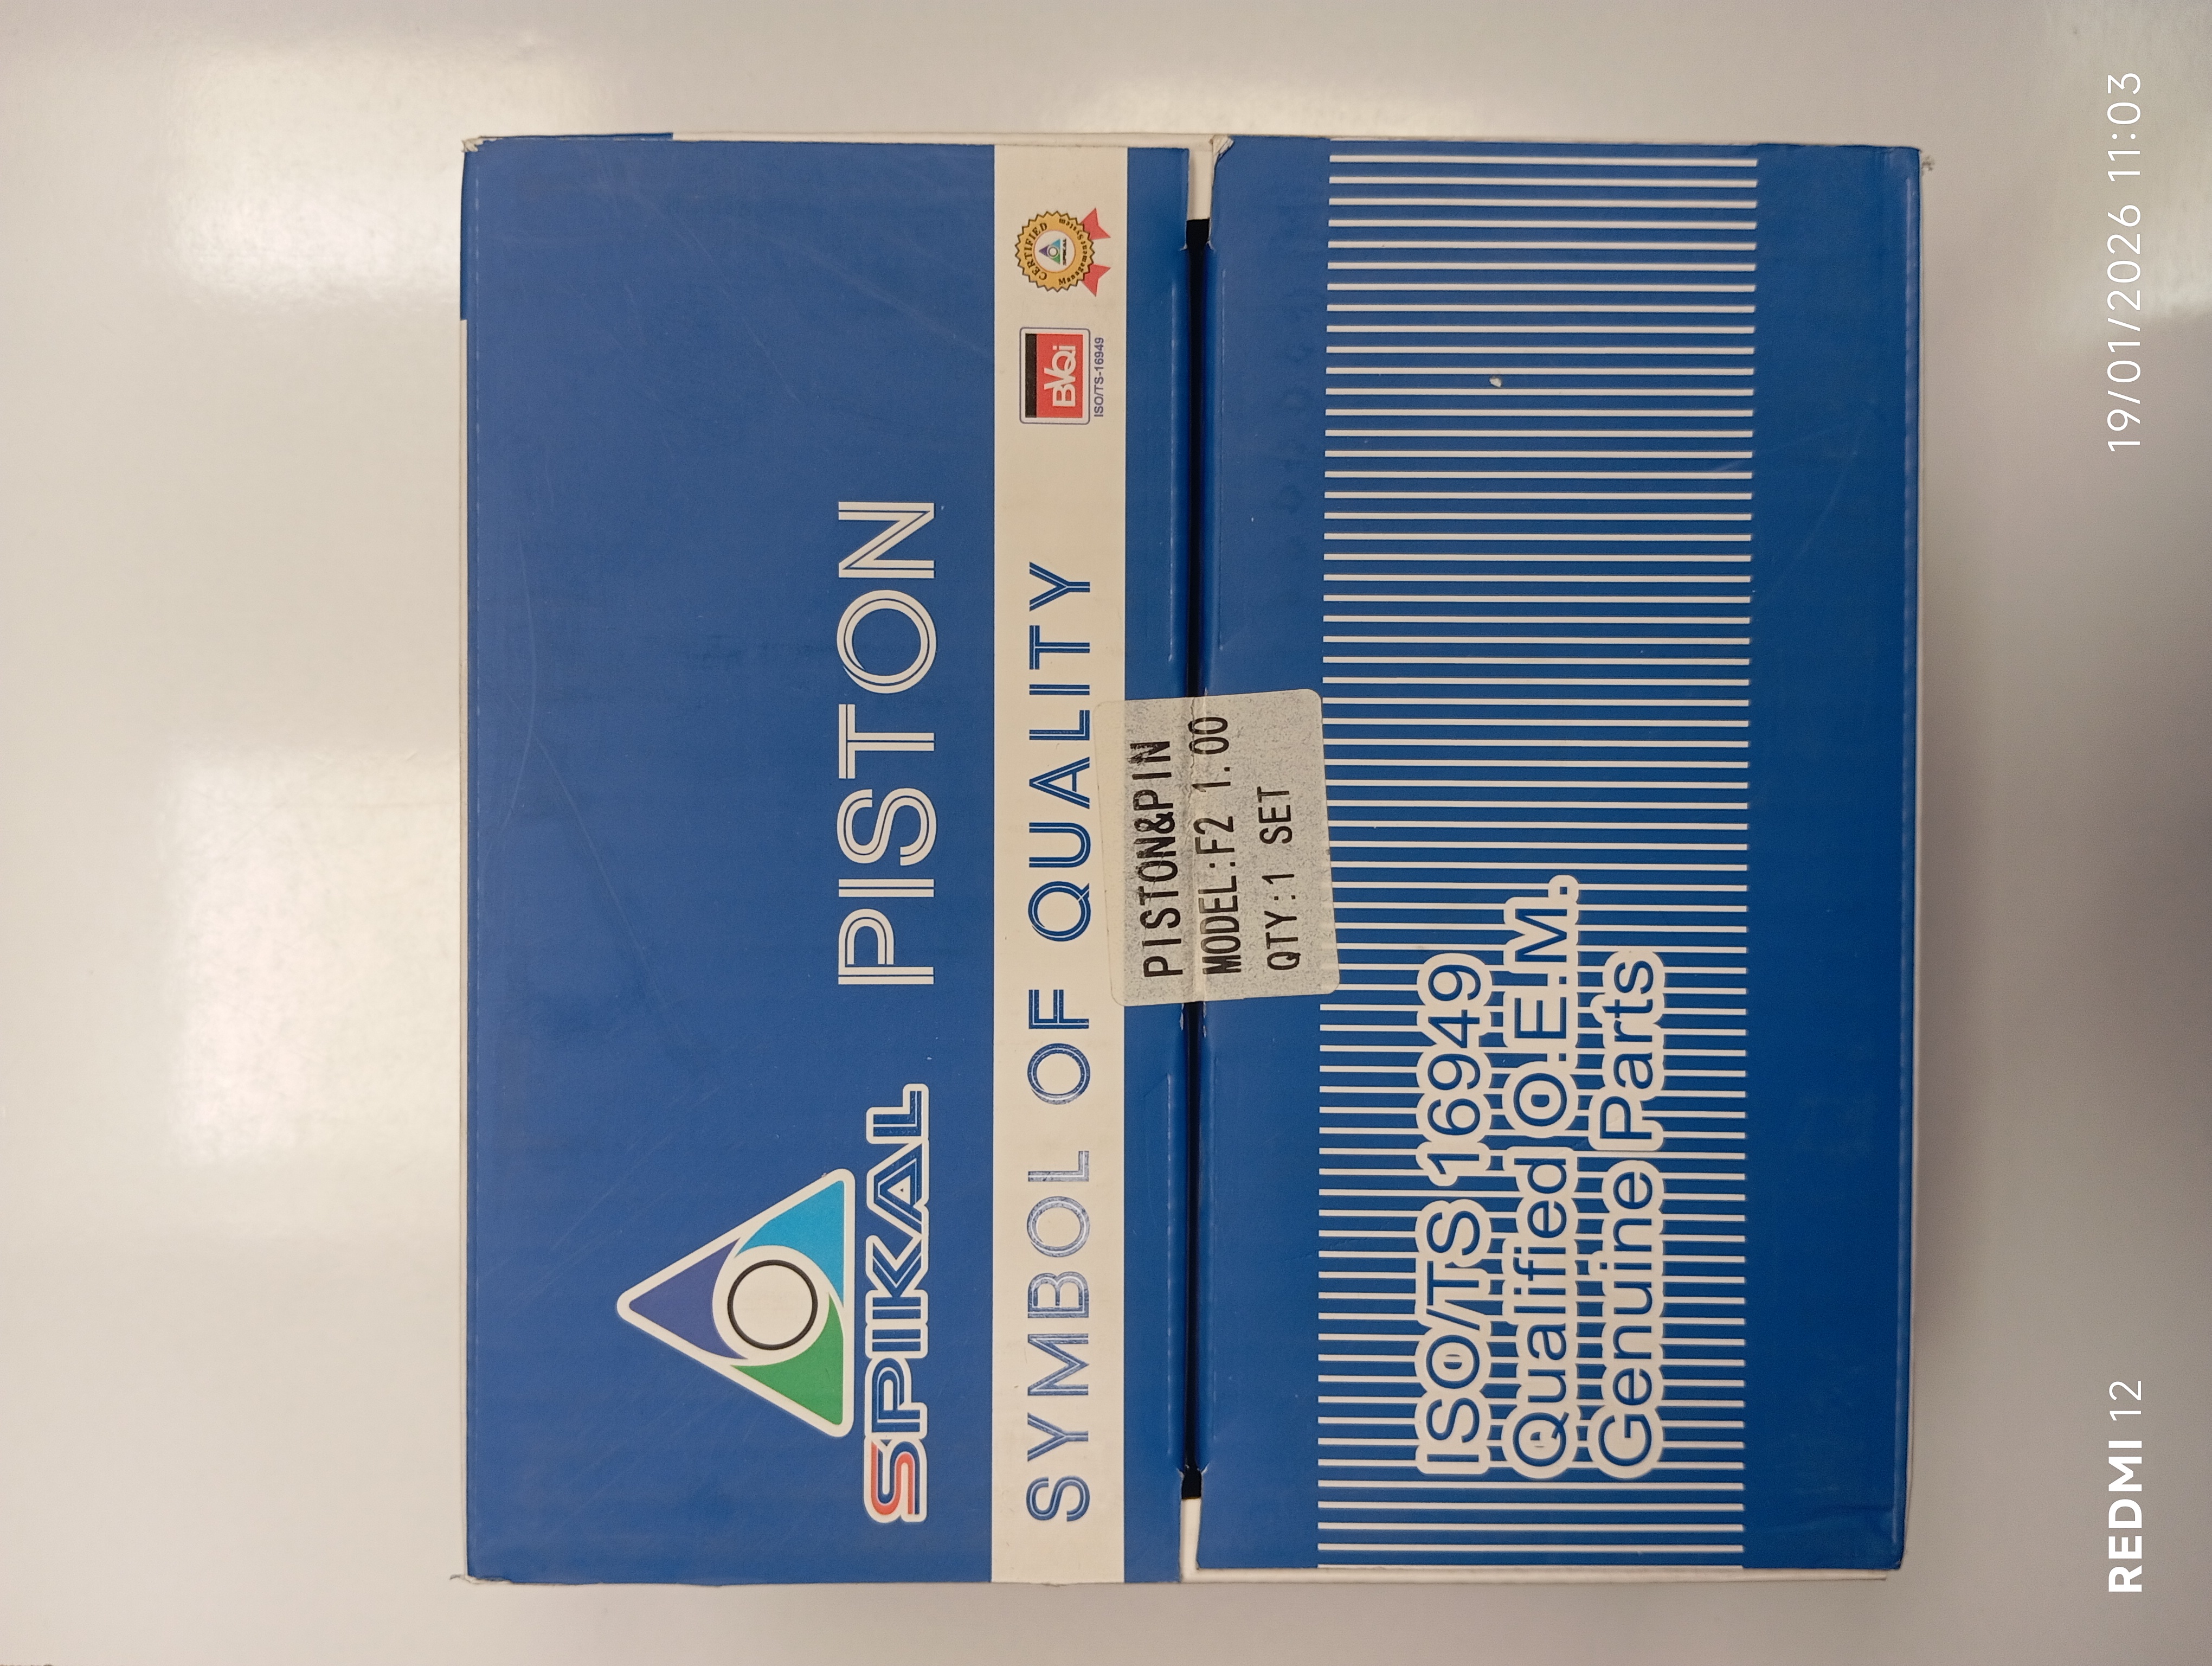 SPIKAL PISTON
SYMBOL OF QUALITY
BVQi
ISO/TS-16949
CERTIFIED
PISTON&PIN
MODEL:F2 1.00
QTY:1 SET
ISO/TS 16949
Qualified O.E.M.
Genuine Parts
REDMI 12
19/01/2026 11:03